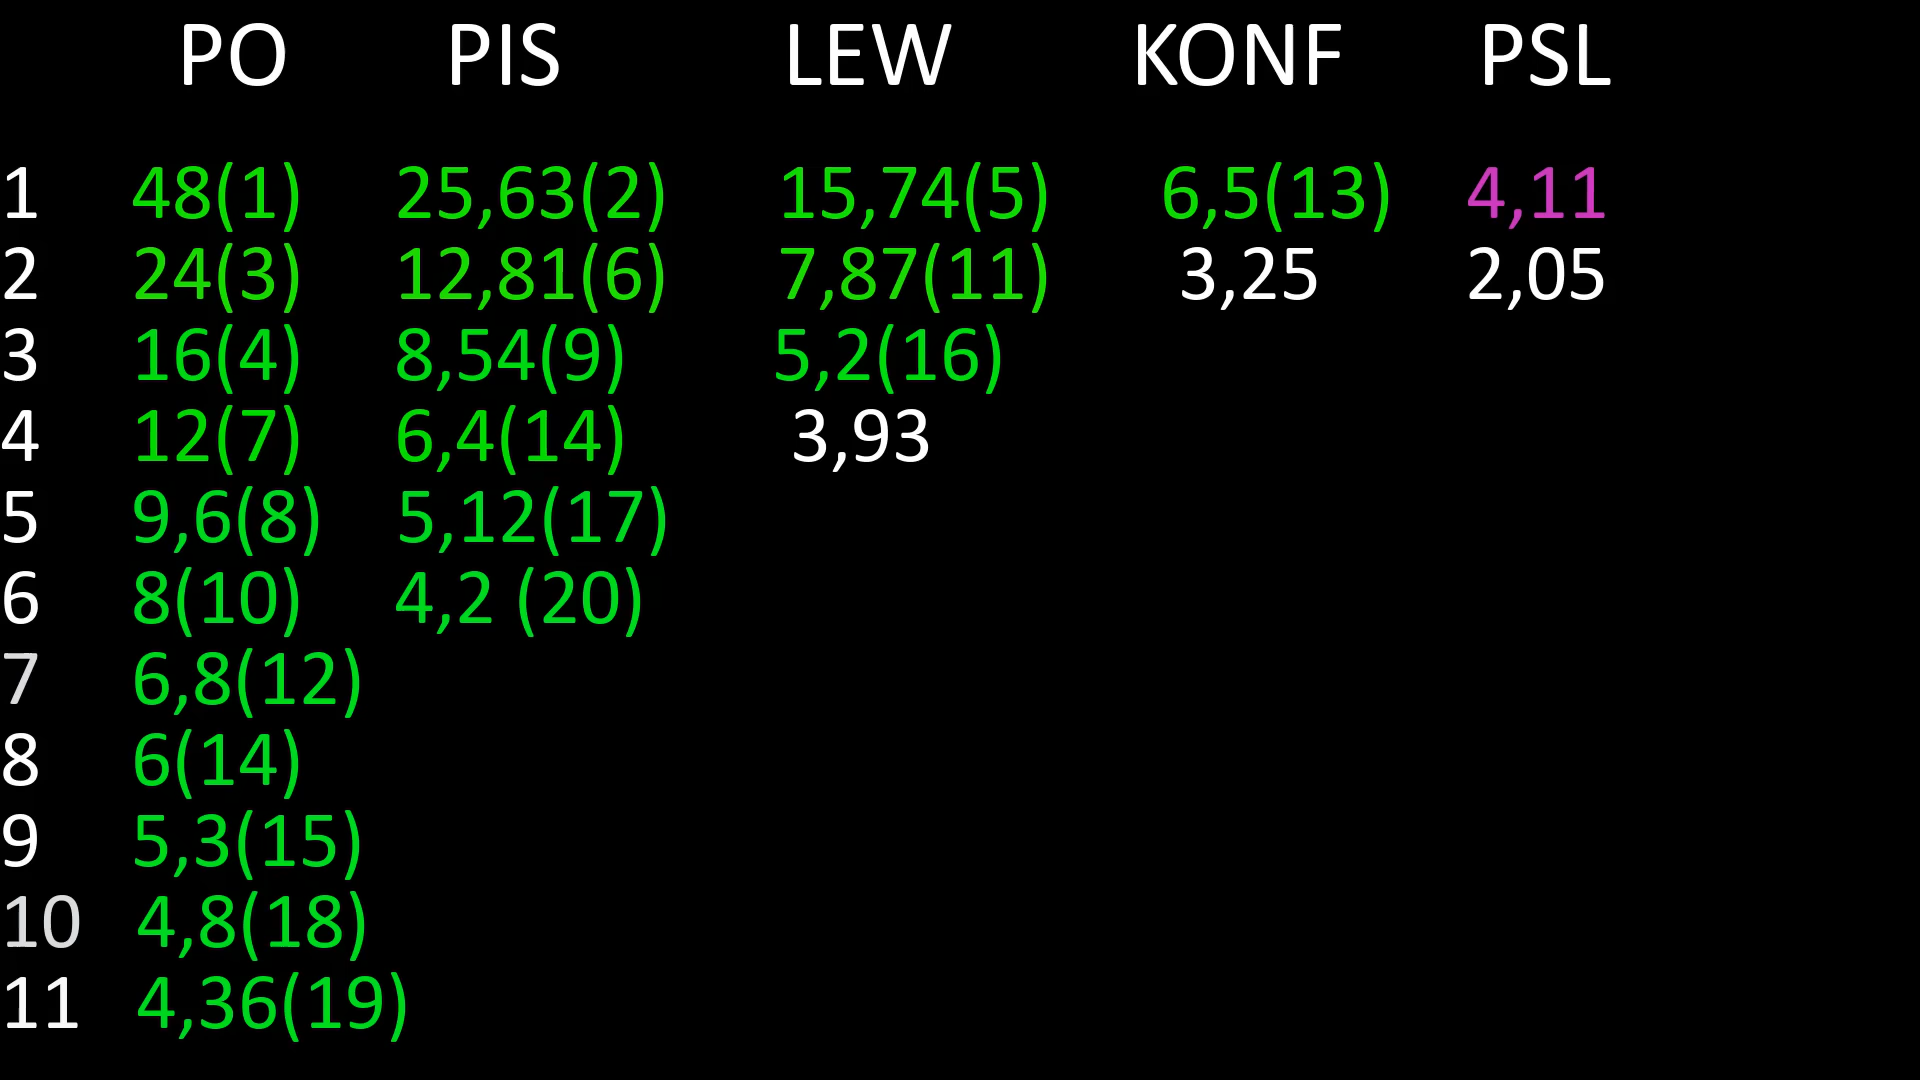 PO PIS LEW KONF PSL
1 48(1) 25,63(2) 15,74(5) 6,5(13) 4,11
2 24(3) 12,81(6) 7,87(11) 3,25 2,05
3 16(4) 8,54(9) 5,2(16)
4 12(7) 6,4(14) 3,93
5 9,6(8) 5,12(17)
6 8(10) 4,2 (20)
7 6,8(12)
8 6(14)
9 5,3(15)
10 4,8(18)
11 4,36(19)